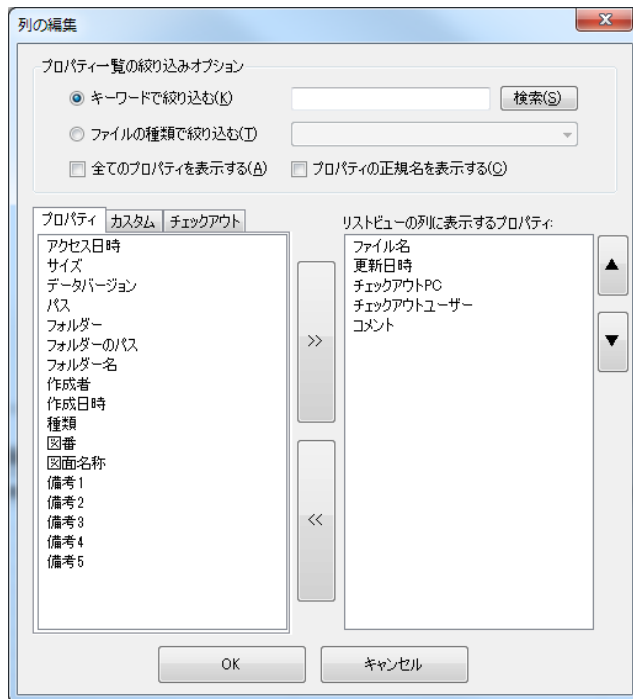 列の編集
プロパティ一覧の絞り込みオプション
キーワードで絞り込む(K)
検索(S)
ファイルの種類で絞り込む(T)
全てのプロパティを表示する(A)
プロパティの正規名を表示する(C)
プロパティ カスタム チェックアウト
アクセス日時
サイズ
データバージョン
パス
フォルダー
フォルダーのパス
フォルダー名
作成者
作成日時
種類
図番
図面名称
備考1
備考2
備考3
備考4
備考5
>>
<<
リストビューの列に表示するプロパティ:
ファイル名
更新日時
チェックアウトPC
チェックアウトユーザー
コメント
▲
▼
OK
キャンセル